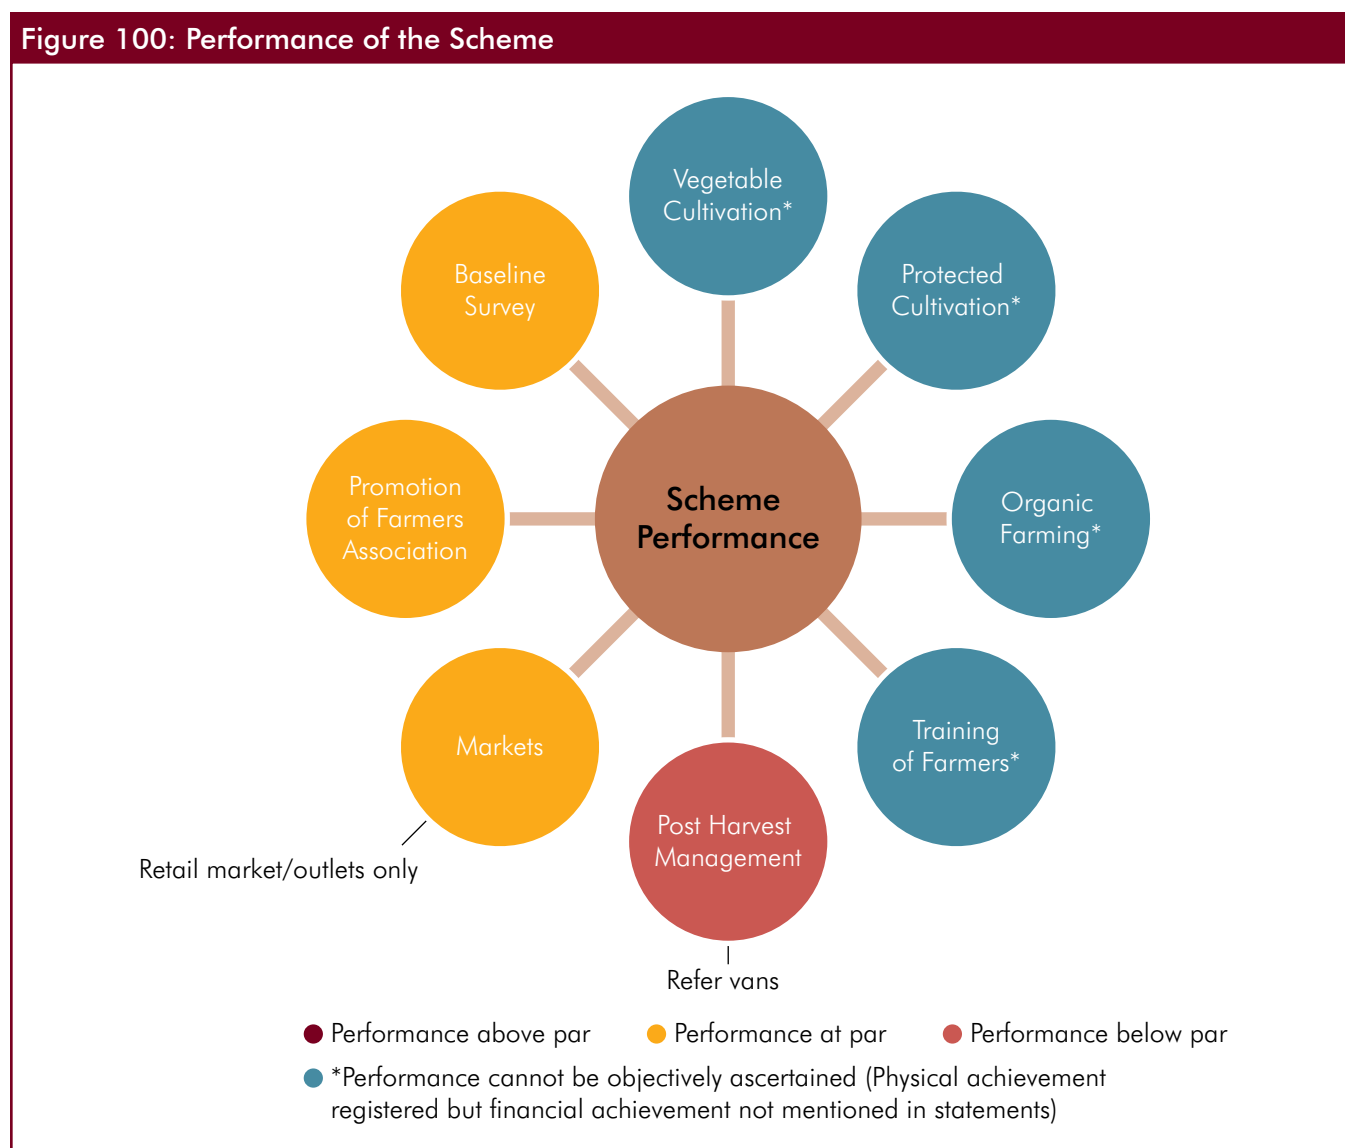 Figure 100: Performance of the Scheme
Vegetable
Cultivation*
Baseline
Survey
Protected
Cultivation*
Promotion
of Farmers
Association
Scheme
Performance
Organic
Farming*
Markets
Training
of Farmers*
Post Harvest
Management
Retail market/outlets only
Refer vans
Performance above par
Performance at par
Performance below par
*Performance cannot be objectively ascertained (Physical achievement
registered but financial achievement not mentioned in statements)